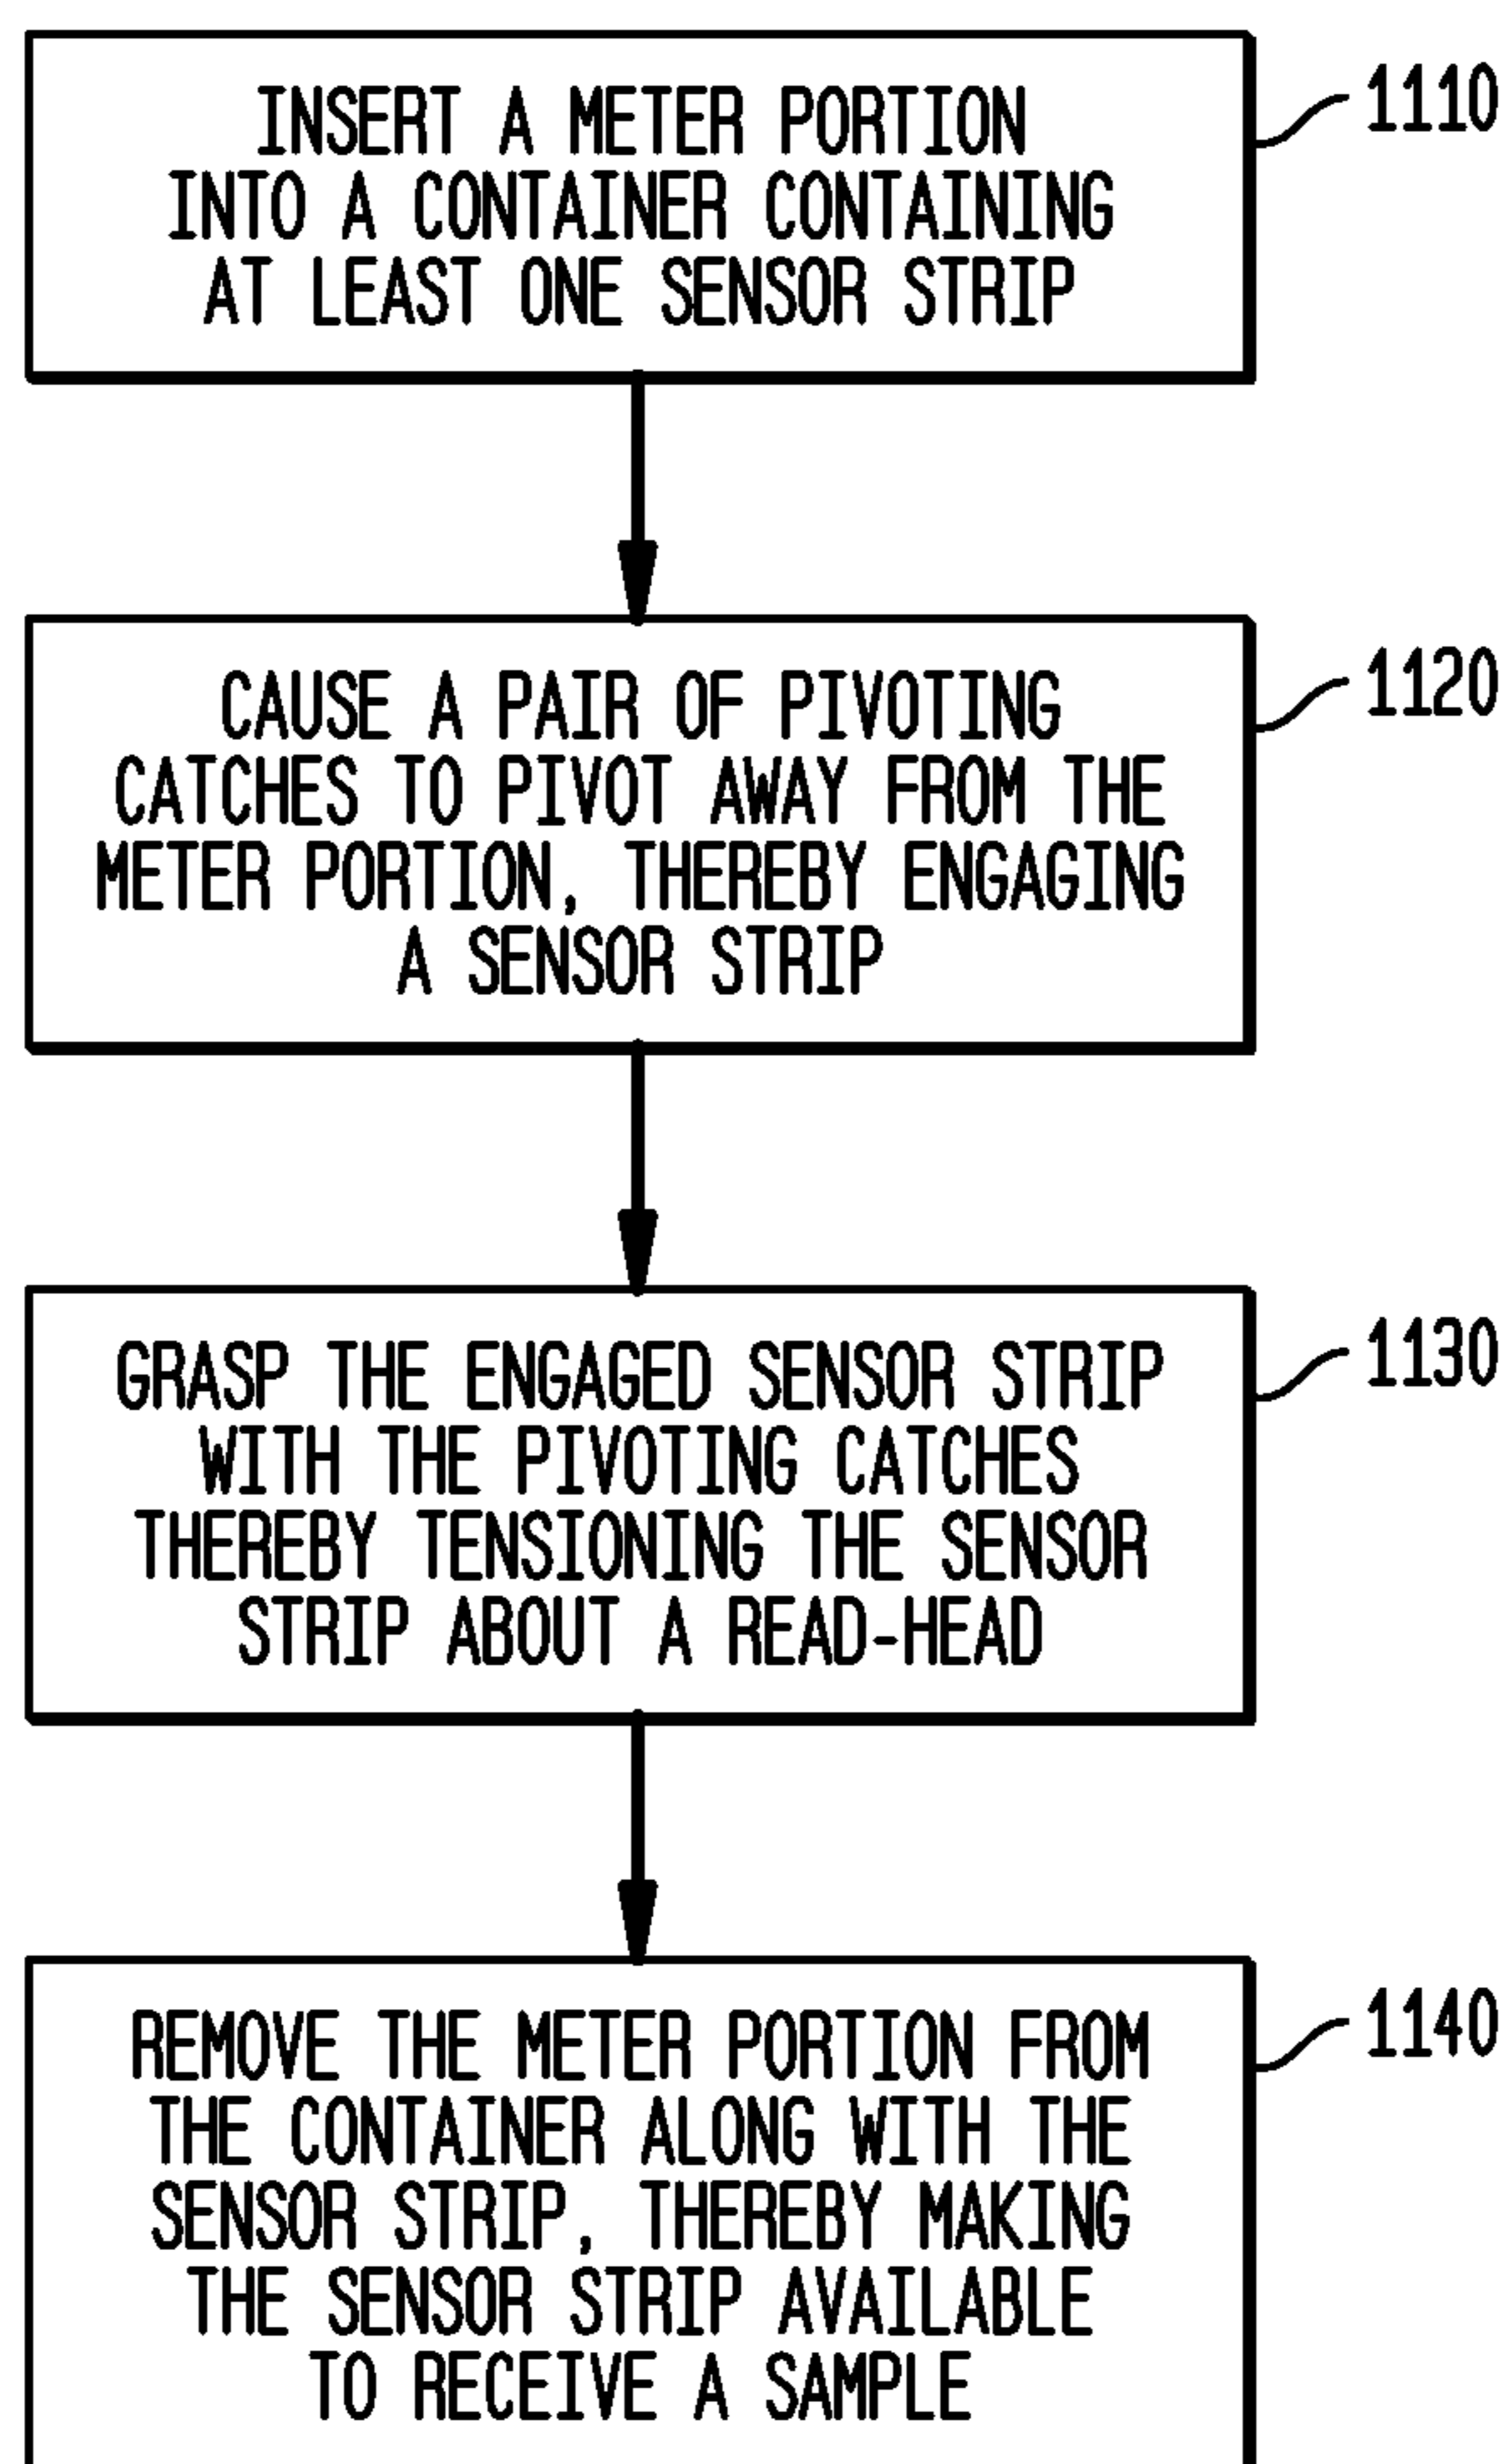 INSERT A METER PORTION
INTO A CONTAINER CONTAINING
AT LEAST ONE SENSOR STRIP
1110
CAUSE A PAIR OF PIVOTING
CATCHES TO PIVOT AWAY FROM THE
METER PORTION, THEREBY ENGAGING
A SENSOR STRIP
1120
GRASP THE ENGAGED SENSOR STRIP
WITH THE PIVOTING CATCHES
THEREBY TENSIONING THE SENSOR
STRIP ABOUT A READ-HEAD
1130
REMOVE THE METER PORTION FROM
THE CONTAINER ALONG WITH THE
SENSOR STRIP, THEREBY MAKING
THE SENSOR STRIP AVAILABLE
TO RECEIVE A SAMPLE
1140